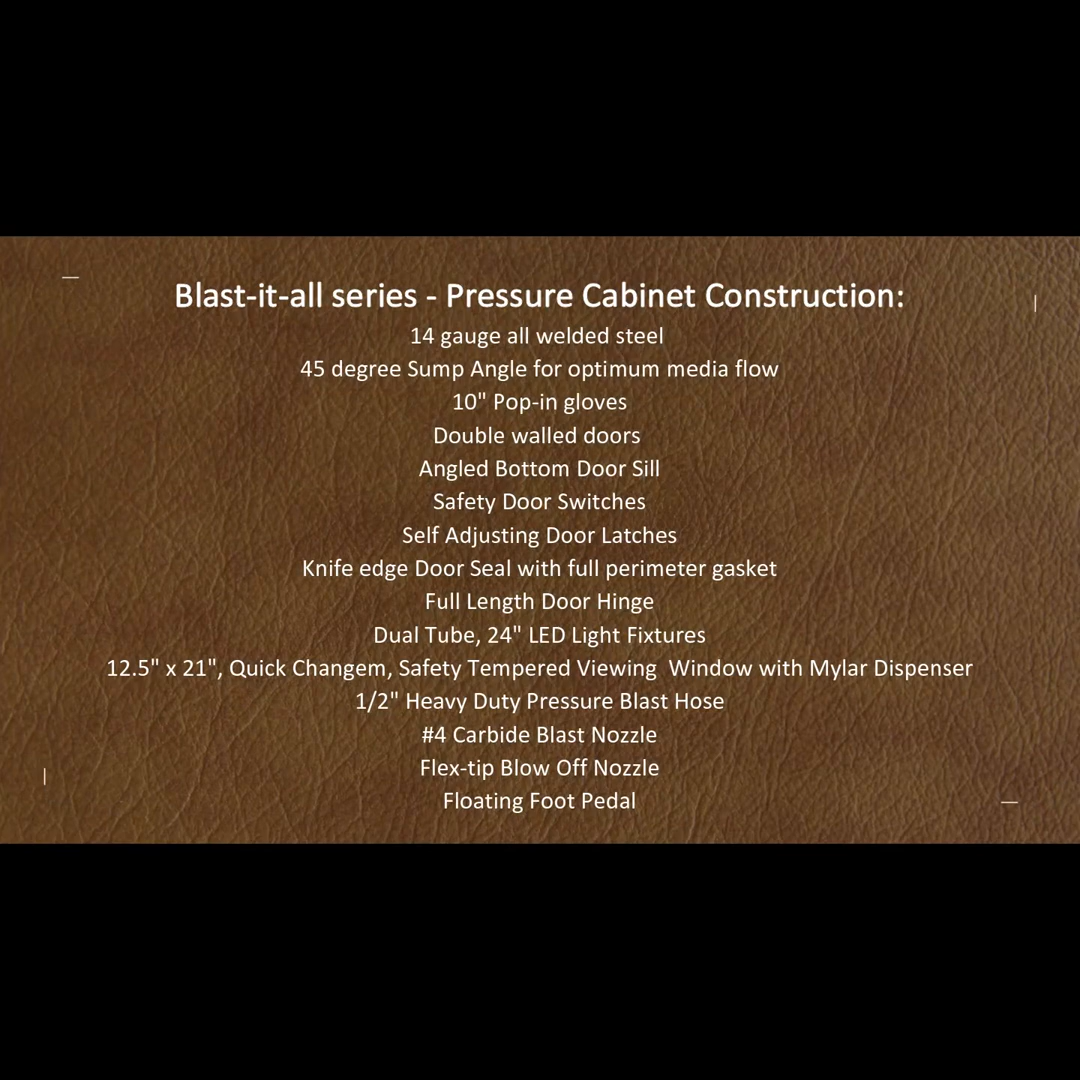 Blast-it-all series - Pressure Cabinet Construction:
14 gauge all welded steel
45 degree Sump Angle for optimum media flow
10" Pop-in gloves
Double walled doors
Angled Bottom Door Sill
Safety Door Switches
Self Adjusting Door Latches
Knife edge Door Seal with full perimeter gasket
Full Length Door Hinge
Dual Tube, 24" LED Light Fixtures
12.5" x 21", Quick Changem, Safety Tempered Viewing  Window with Mylar Dispenser
1/2" Heavy Duty Pressure Blast Hose
#4 Carbide Blast Nozzle
Flex-tip Blow Off Nozzle
Floating Foot Pedal